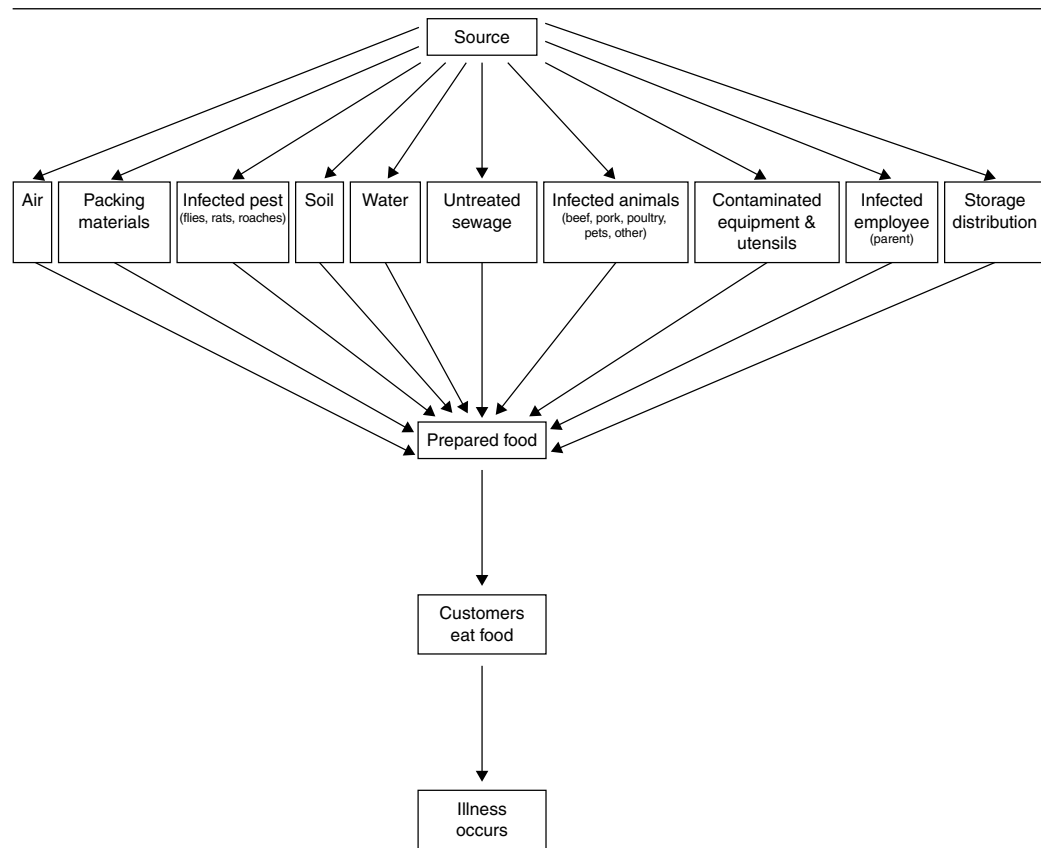 Source
Air
Packing
materials
Infected pest
(flies, rats, roaches)
Soil
Water
Untreated
sewage
Infected animals
(beef, pork, poultry,
pets, other)
Contaminated
equipment &
utensils
Infected
employee
(parent)
Storage
distribution
Prepared food
Customers
eat food
Illness
occurs